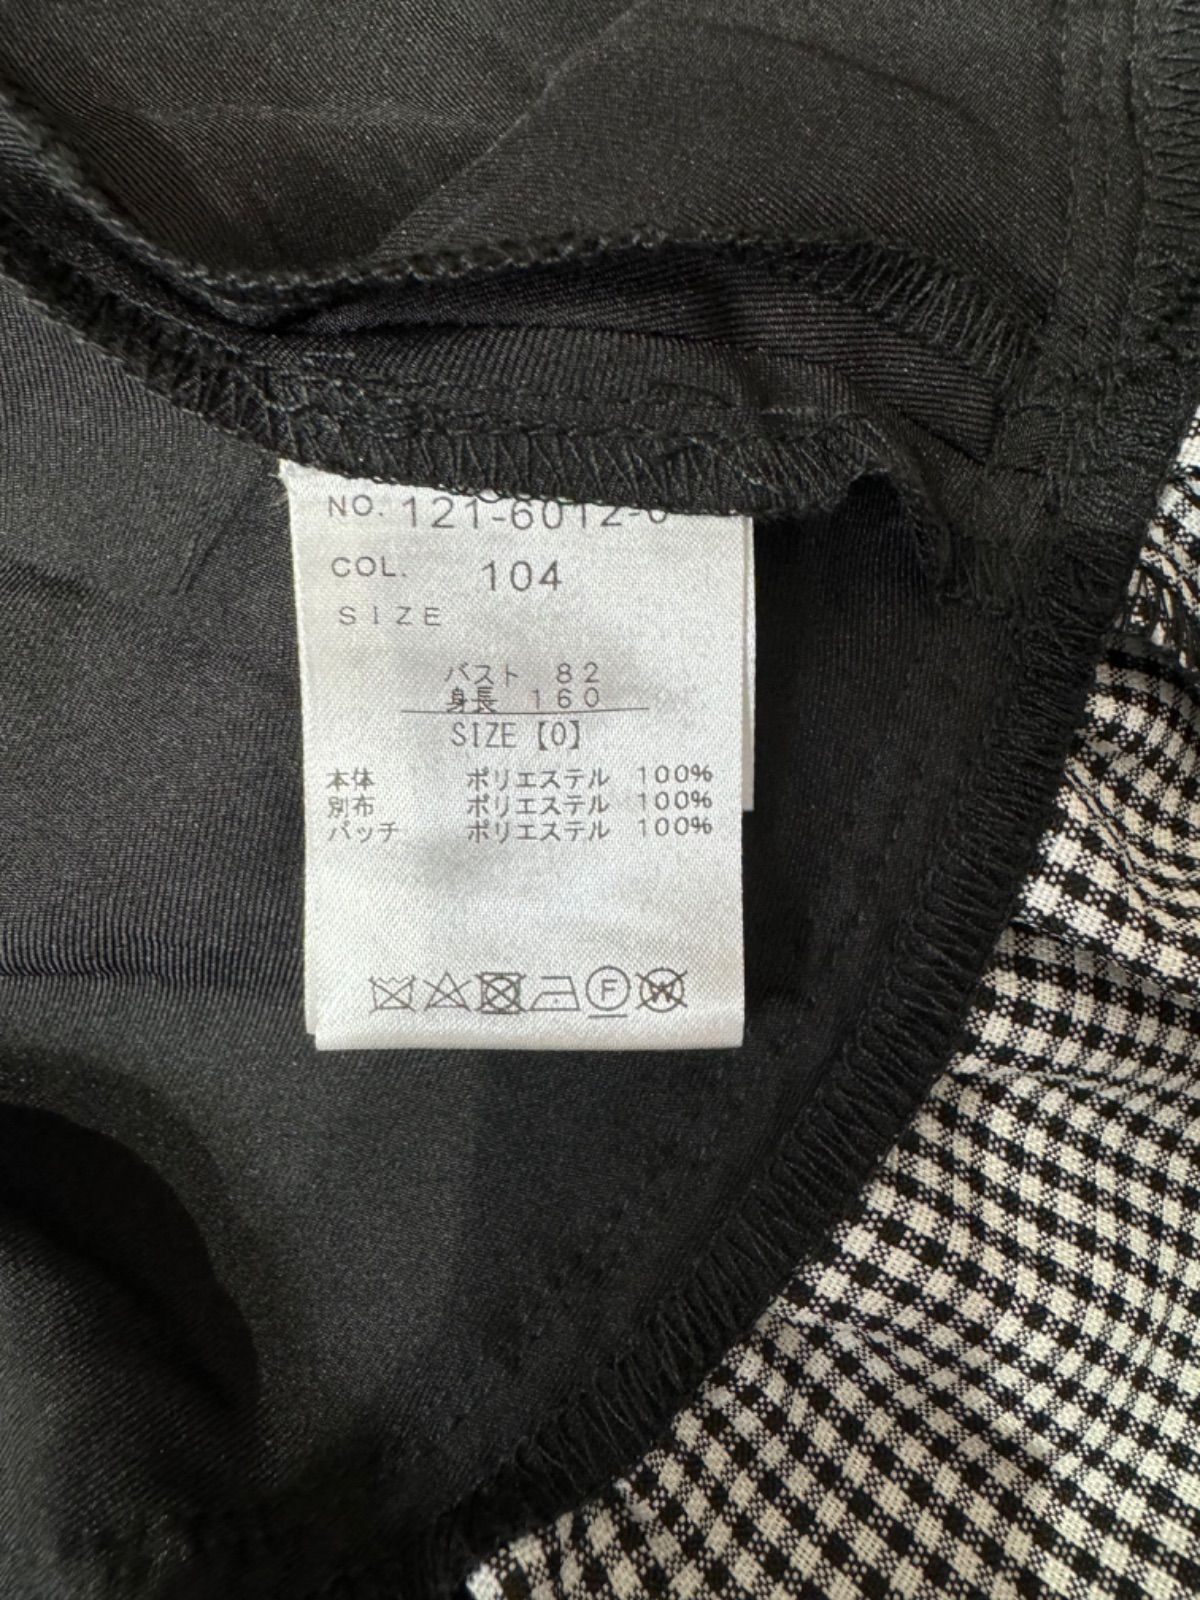 NO. 121-6012-0
COL. 104
SIZE
バスト 82
身長 160
SIZE【0】
本体 ポリエステル 100%
別布 ポリエステル 100%
パッチ ポリエステル 100%
F W